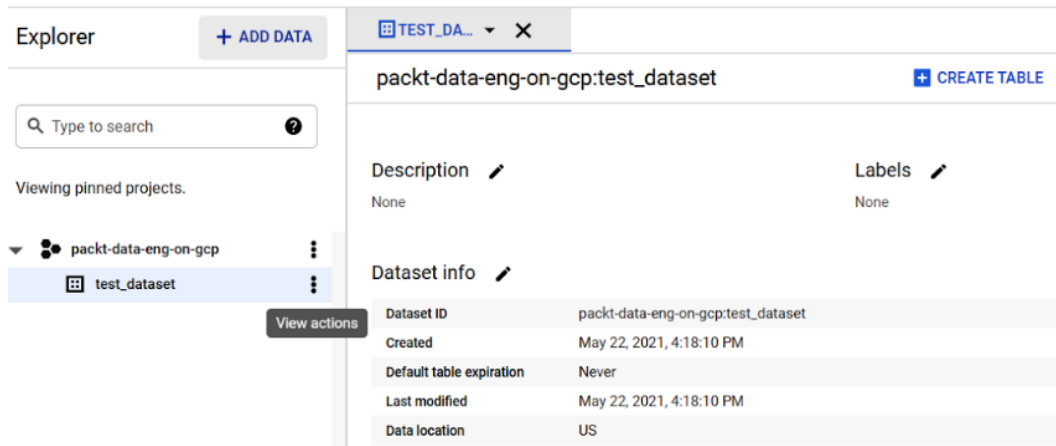 Explorer
+ ADD DATA
Type to search
Viewing pinned projects.
packt-data-eng-on-gcp
test_dataset
View actions
TEST_DA...
packt-data-eng-on-gcp:test_dataset
CREATE TABLE
Description
None
Labels
None
Dataset info
Dataset ID packt-data-eng-on-gcp:test_dataset
Created May 22, 2021, 4:18:10 PM
Default table expiration Never
Last modified May 22, 2021, 4:18:10 PM
Data location US